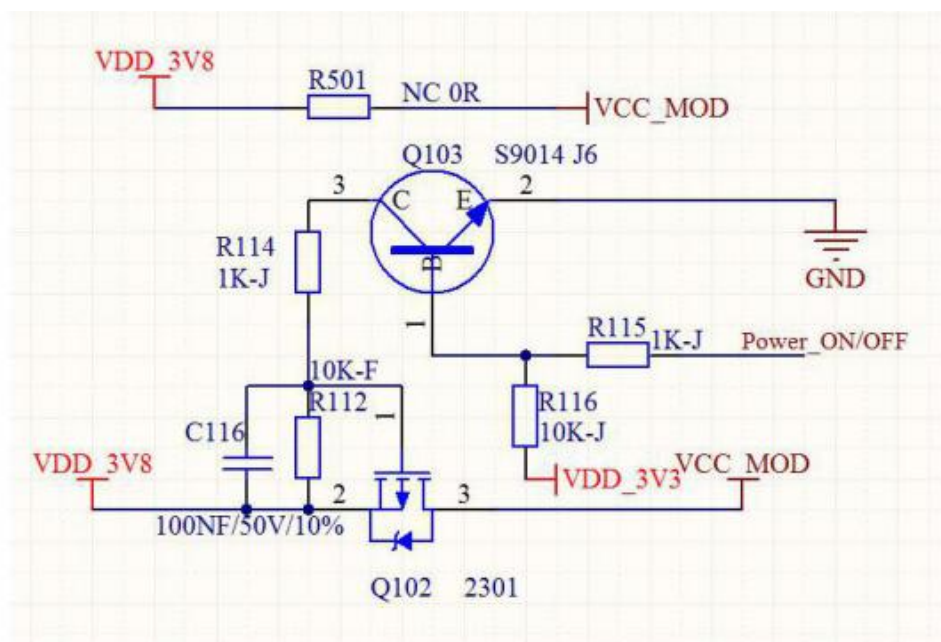 VDD_3V8
R501
NC 0R
VCC_MOD
Q103
S9014 J6
3
C
E
2
B
R114
1K-J
GND
1
R115
1K-J
Power_ON/OFF
10K-F
R112
1
R116
10K-J
C116
VDD_3V8
2
3
VDD_3V3
VCC_MOD
100NF/50V/10%
Q102
2301